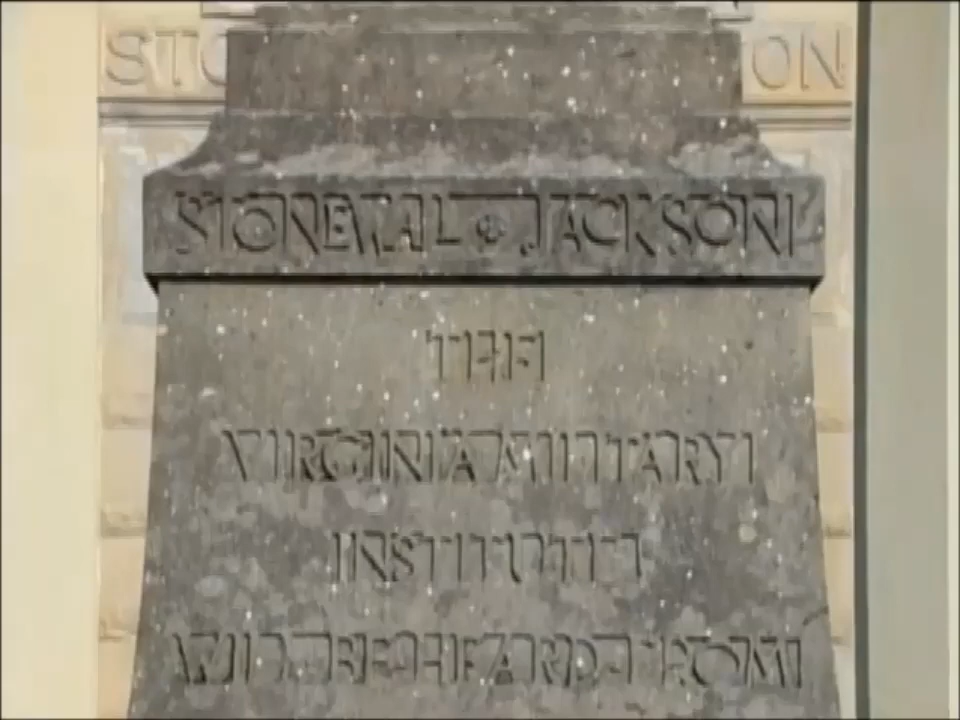 STONEWALL JACKSON
THE
VIRGINIA MILITARY
INSTITUTE
WILL BE HEARD FROM